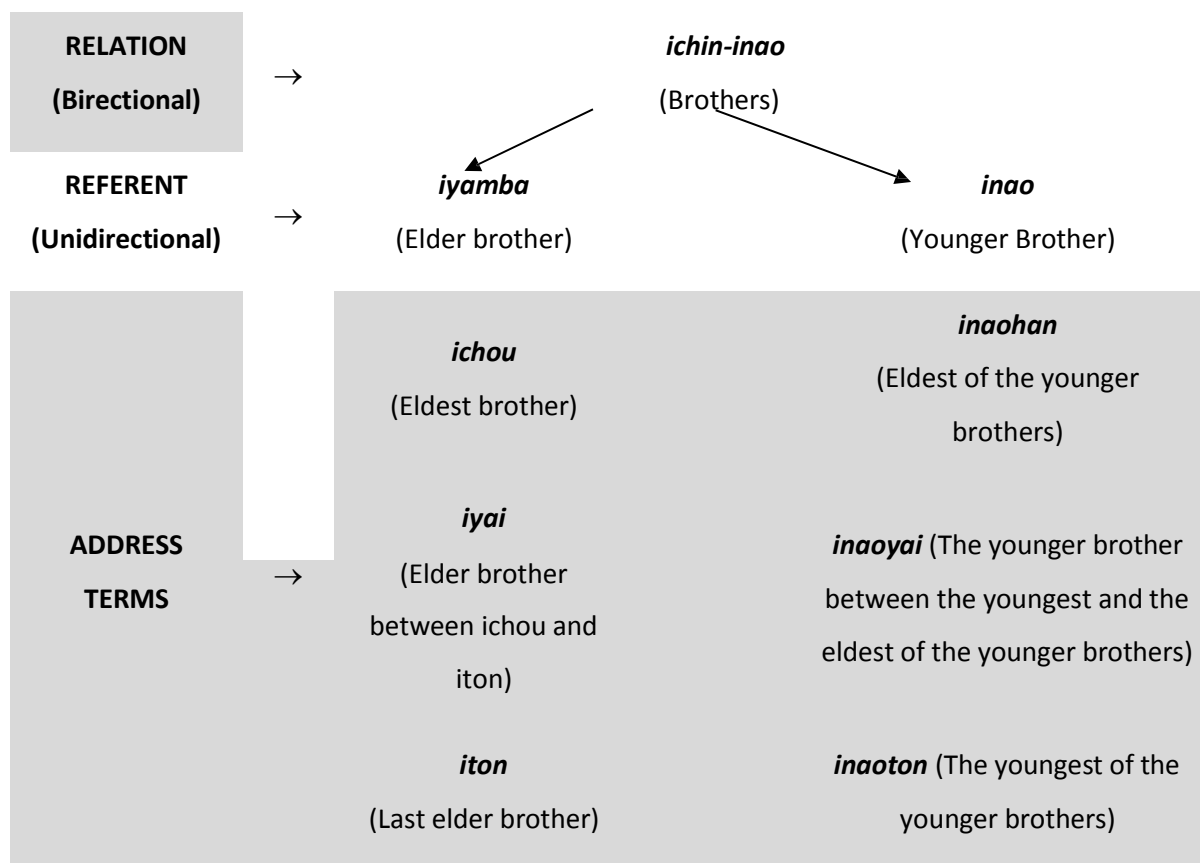 RELATION
(Birectional)
→
ichin-inao
(Brothers)
REFERENT
(Unidirectional)
→
iyamba
(Elder brother)
inao
(Younger Brother)
ADDRESS
TERMS
→
ichou
(Eldest brother)
iyai
(Elder brother
between ichou and
iton)
iton
(Last elder brother)
inaohan
(Eldest of the younger
brothers)
inaoyai (The younger brother
between the youngest and the
eldest of the younger brothers)
inaoton (The youngest of the
younger brothers)